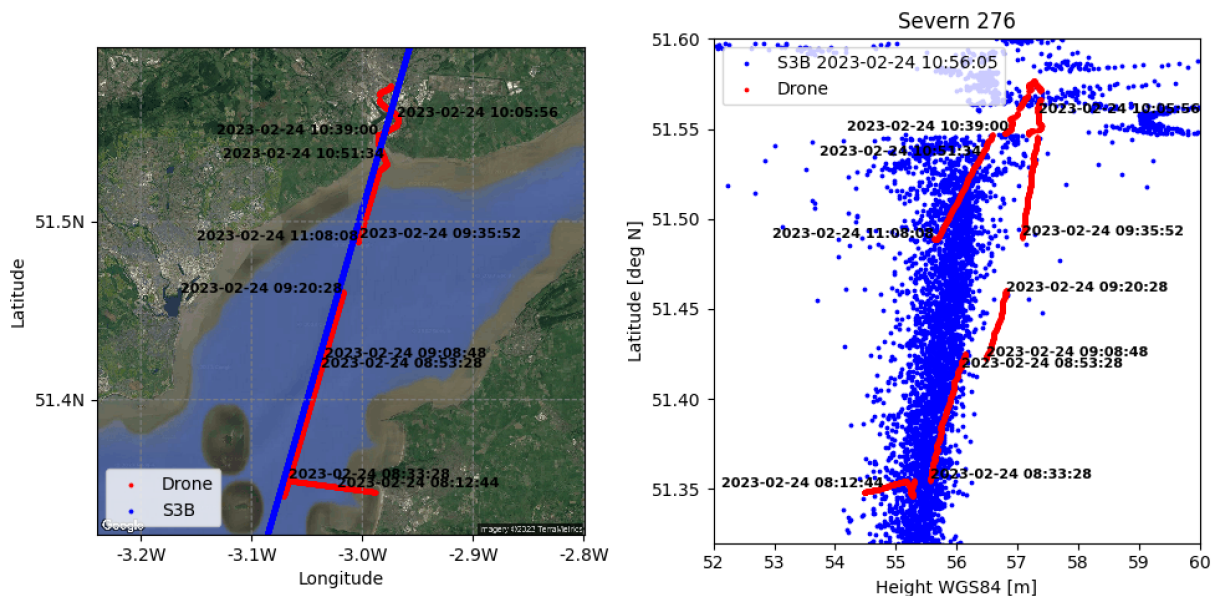 Severn 276
51.5N
51.4N
Latitude
2023-02-24 10:05:56
2023-02-24 10:39:00
2023-02-24 10:51:34
2023-02-24 11:08:08
2023-02-24 09:35:52
2023-02-24 09:20:28
2023-02-24 09:08:48
2023-02-24 08:53:28
2023-02-24 08:33:28
2023-02-24 08:12:44
Drone
S3B
Google
Imagery ©2023 TerraMetrics
-3.2W -3.1W -3.0W -2.9W -2.8W
Longitude
51.60
51.55
51.50
51.45
51.40
51.35
Latitude [deg N]
S3B 2023-02-24 10:56:05
Drone
2023-02-24 10:05:56
2023-02-24 10:39:00
2023-02-24 10:51:34
2023-02-24 11:08:08
2023-02-24 09:35:52
2023-02-24 09:20:28
2023-02-24 09:08:48
2023-02-24 08:53:28
2023-02-24 08:33:28
2023-02-24 08:12:44
52 53 54 55 56 57 58 59 60
Height WGS84 [m]